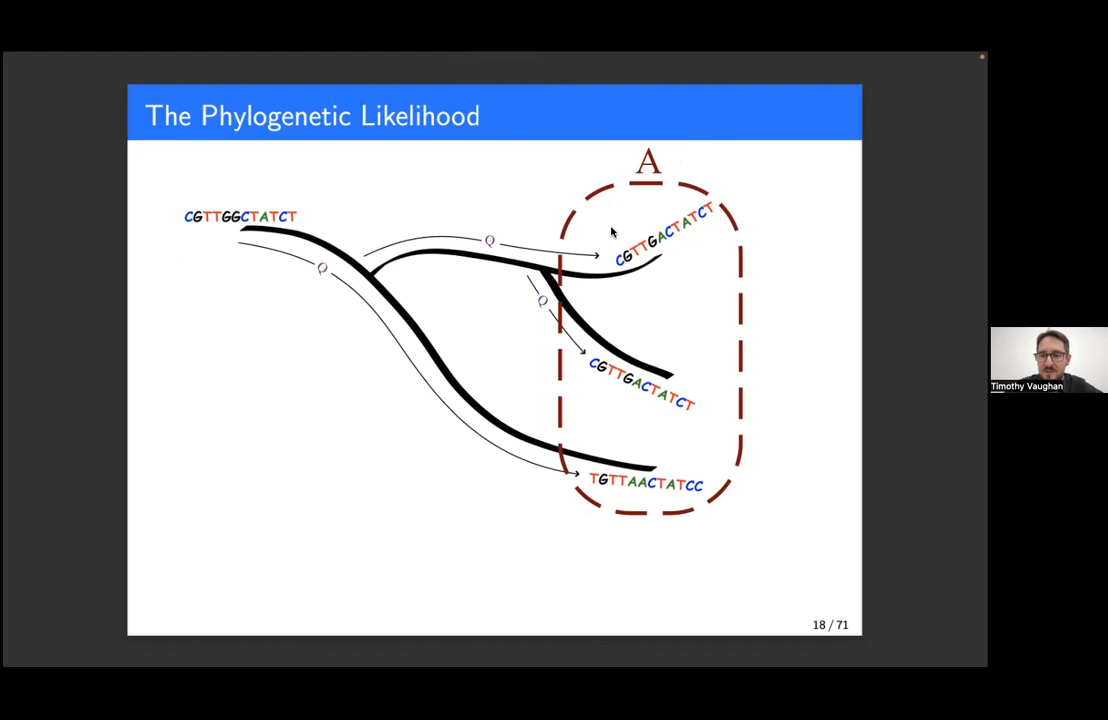 The Phylogenetic Likelihood
A
CGTTGGCTATCT
CGTTGACTATCT
Q
Q
Q
CGTTGACTATCT
TGTTAACTATCC
Timothy Vaughan
18 / 71